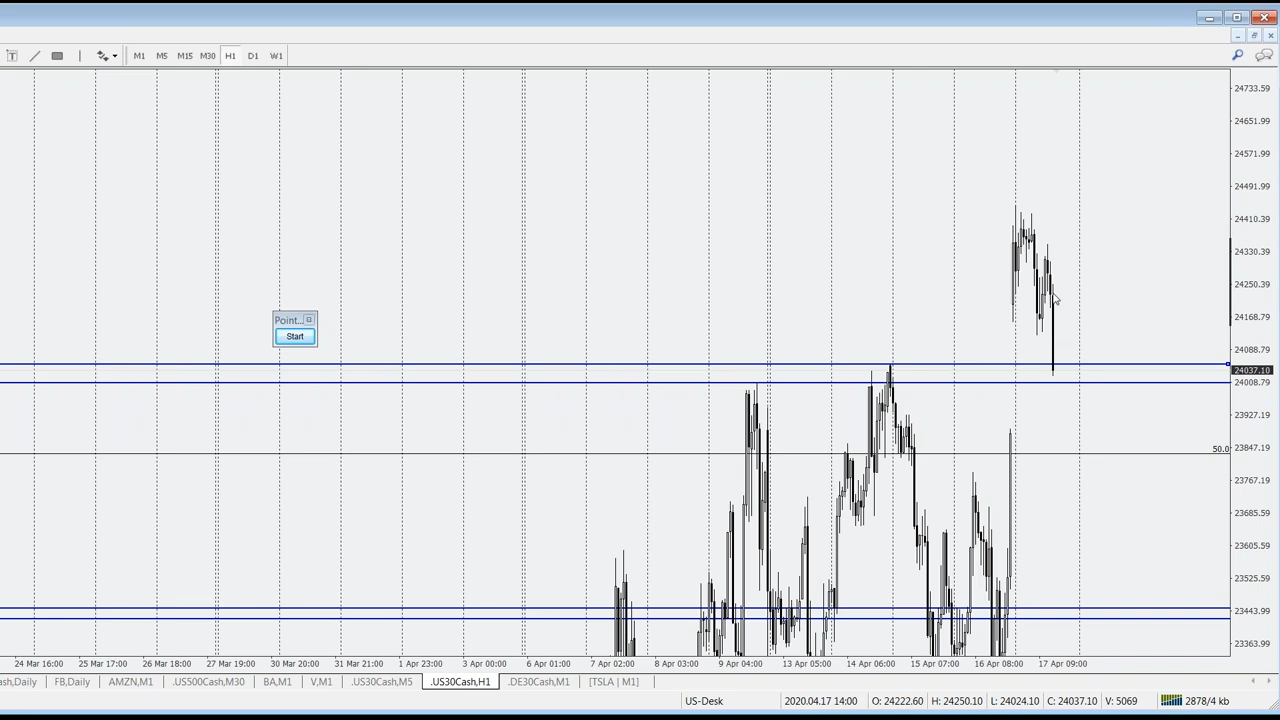 T
M1 M5 M15 M30 H1 D1 W1
24733.59
24651.99
24571.99
24491.99
24410.39
24330.39
24250.39
24168.79
24088.79
24037.10
24008.79
23927.19
50.0
23847.19
23767.19
23685.59
23605.59
23525.59
23443.99
23363.59
Point...
Start
24 Mar 16:00 25 Mar 17:00 26 Mar 18:00 27 Mar 19:00 30 Mar 20:00 31 Mar 21:00 1 Apr 23:00 3 Apr 00:00 6 Apr 01:00 7 Apr 02:00 8 Apr 03:00 9 Apr 04:00 13 Apr 05:00 14 Apr 06:00 15 Apr 07:00 16 Apr 08:00 17 Apr 09:00
ash,Daily FB,Daily AMZN,M1 .US500Cash,M30 BA,M1 V,M1 .US30Cash,M5 .US30Cash,H1 .DE30Cash,M1 [TSLA | M1]
US-Desk 2020.04.17 14:00 O: 24222.60 H: 24250.10 L: 24024.10 C: 24037.10 V: 5069 2878/4 kb